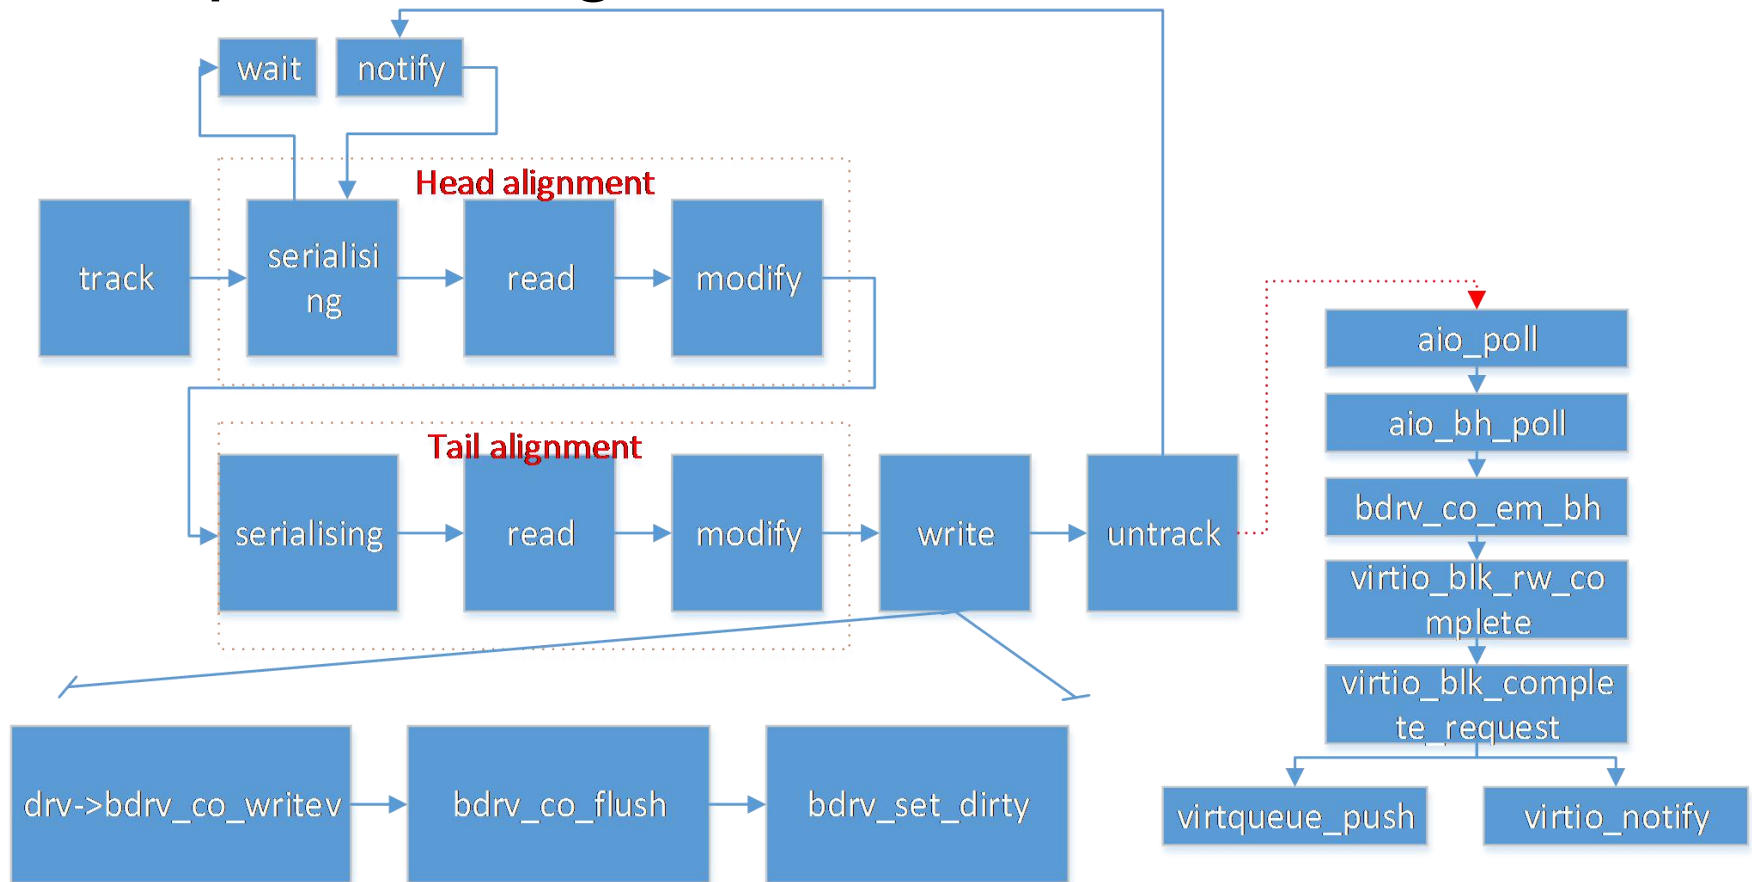 wait
notify
Head alignment
track
serialisi
ng
read
modify
aio_poll
aio_bh_poll
Tail alignment
serialising
read
modify
write
untrack
bdrv_co_em_bh
virtio_blk_rw_co
mplete
virtio_blk_comple
te_request
drv->bdrv_co_writev
bdrv_co_flush
bdrv_set_dirty
virtqueue_push
virtio_notify